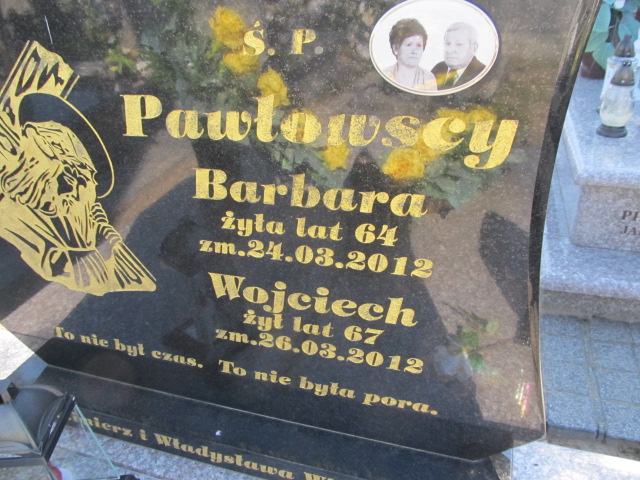 Ś. P.
Pawłowscy
Barbara
żyła lat 64
zm.24.03.2012
Wojciech
żył lat 67
zm.26.03.2012
To nie był czas. To nie była pora.
i Władysława